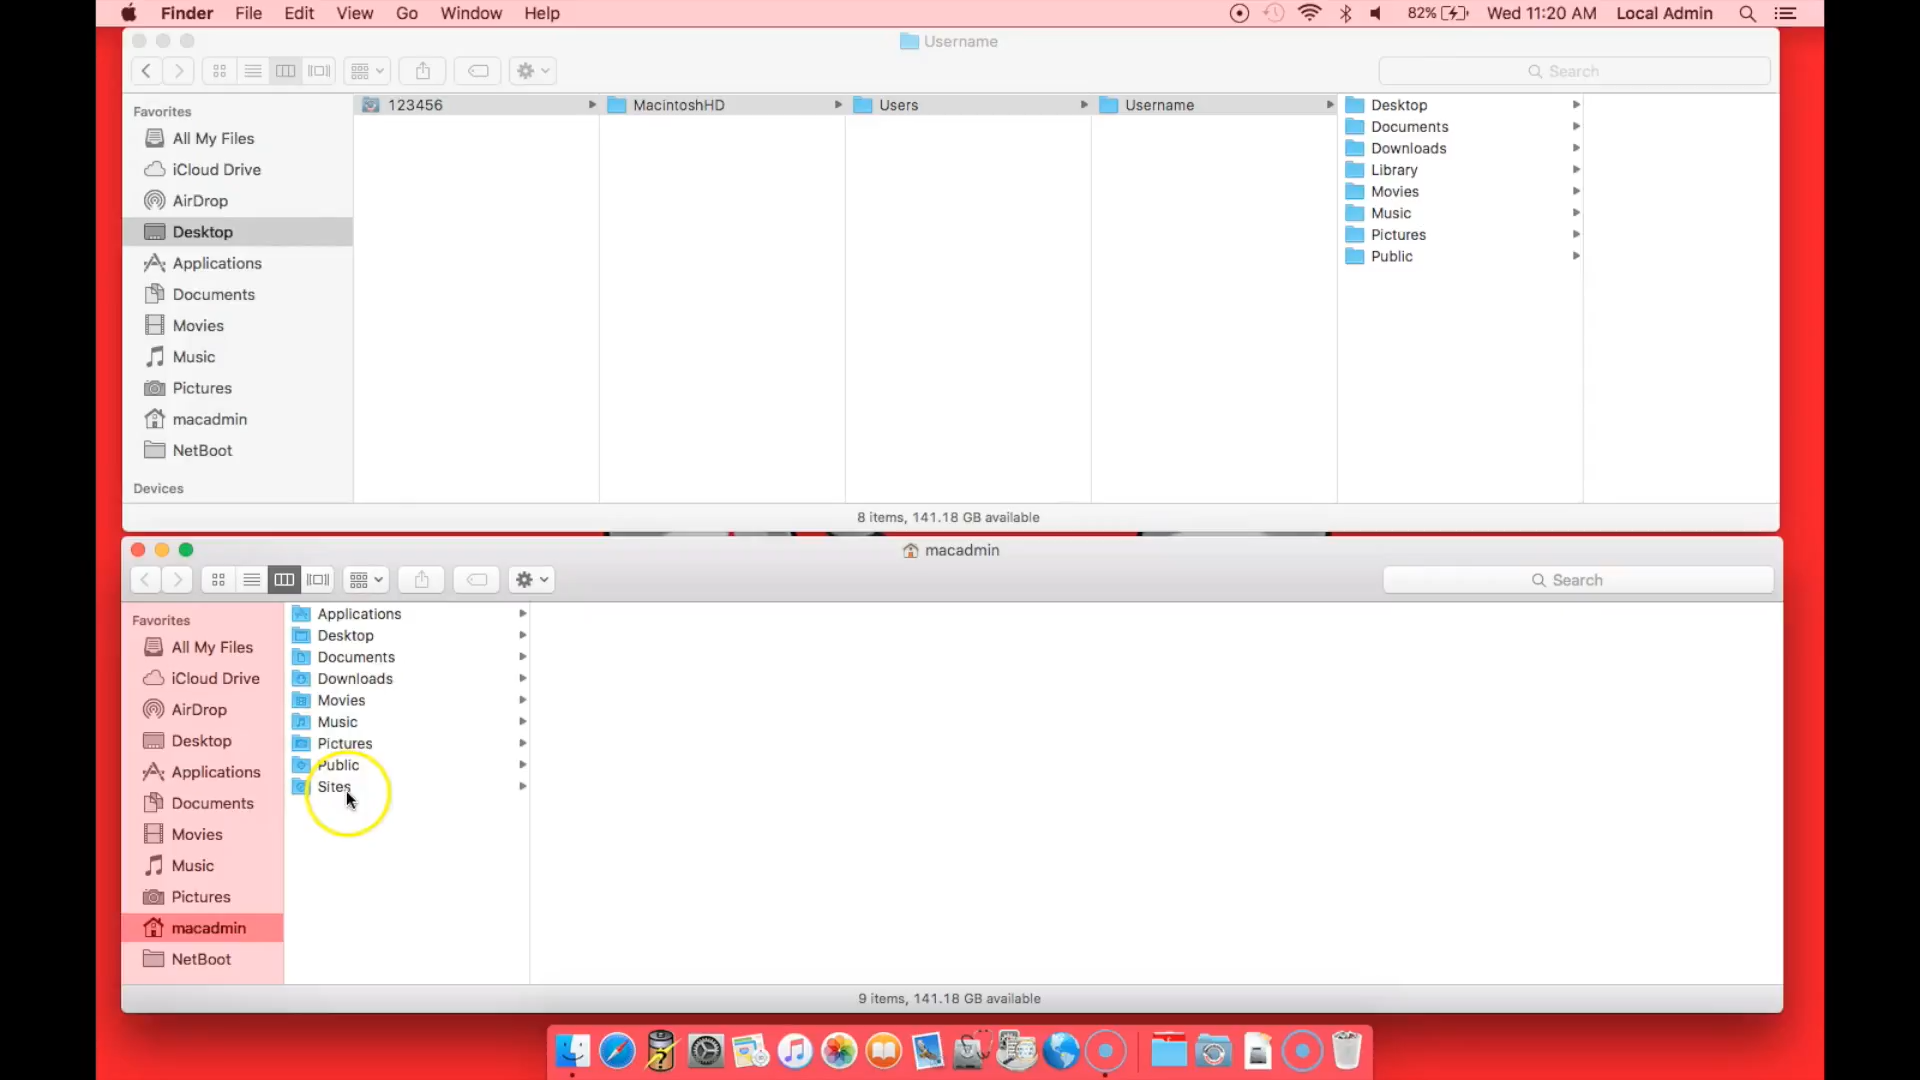 Finder File Edit View Go Window Help 82% Wed 11:20 AM Local Admin
Username
Search
Favorites
All My Files
iCloud Drive
AirDrop
Desktop
Applications
Documents
Movies
Music
Pictures
macadmin
NetBoot
Devices
123456
MacintoshHD
Users
Username
Desktop
Documents
Downloads
Library
Movies
Music
Pictures
Public
8 items, 141.18 GB available
macadmin
Search
Favorites
All My Files
iCloud Drive
AirDrop
Desktop
Applications
Documents
Movies
Music
Pictures
macadmin
NetBoot
Applications
Desktop
Documents
Downloads
Movies
Music
Pictures
Public
Sites
9 items, 141.18 GB available